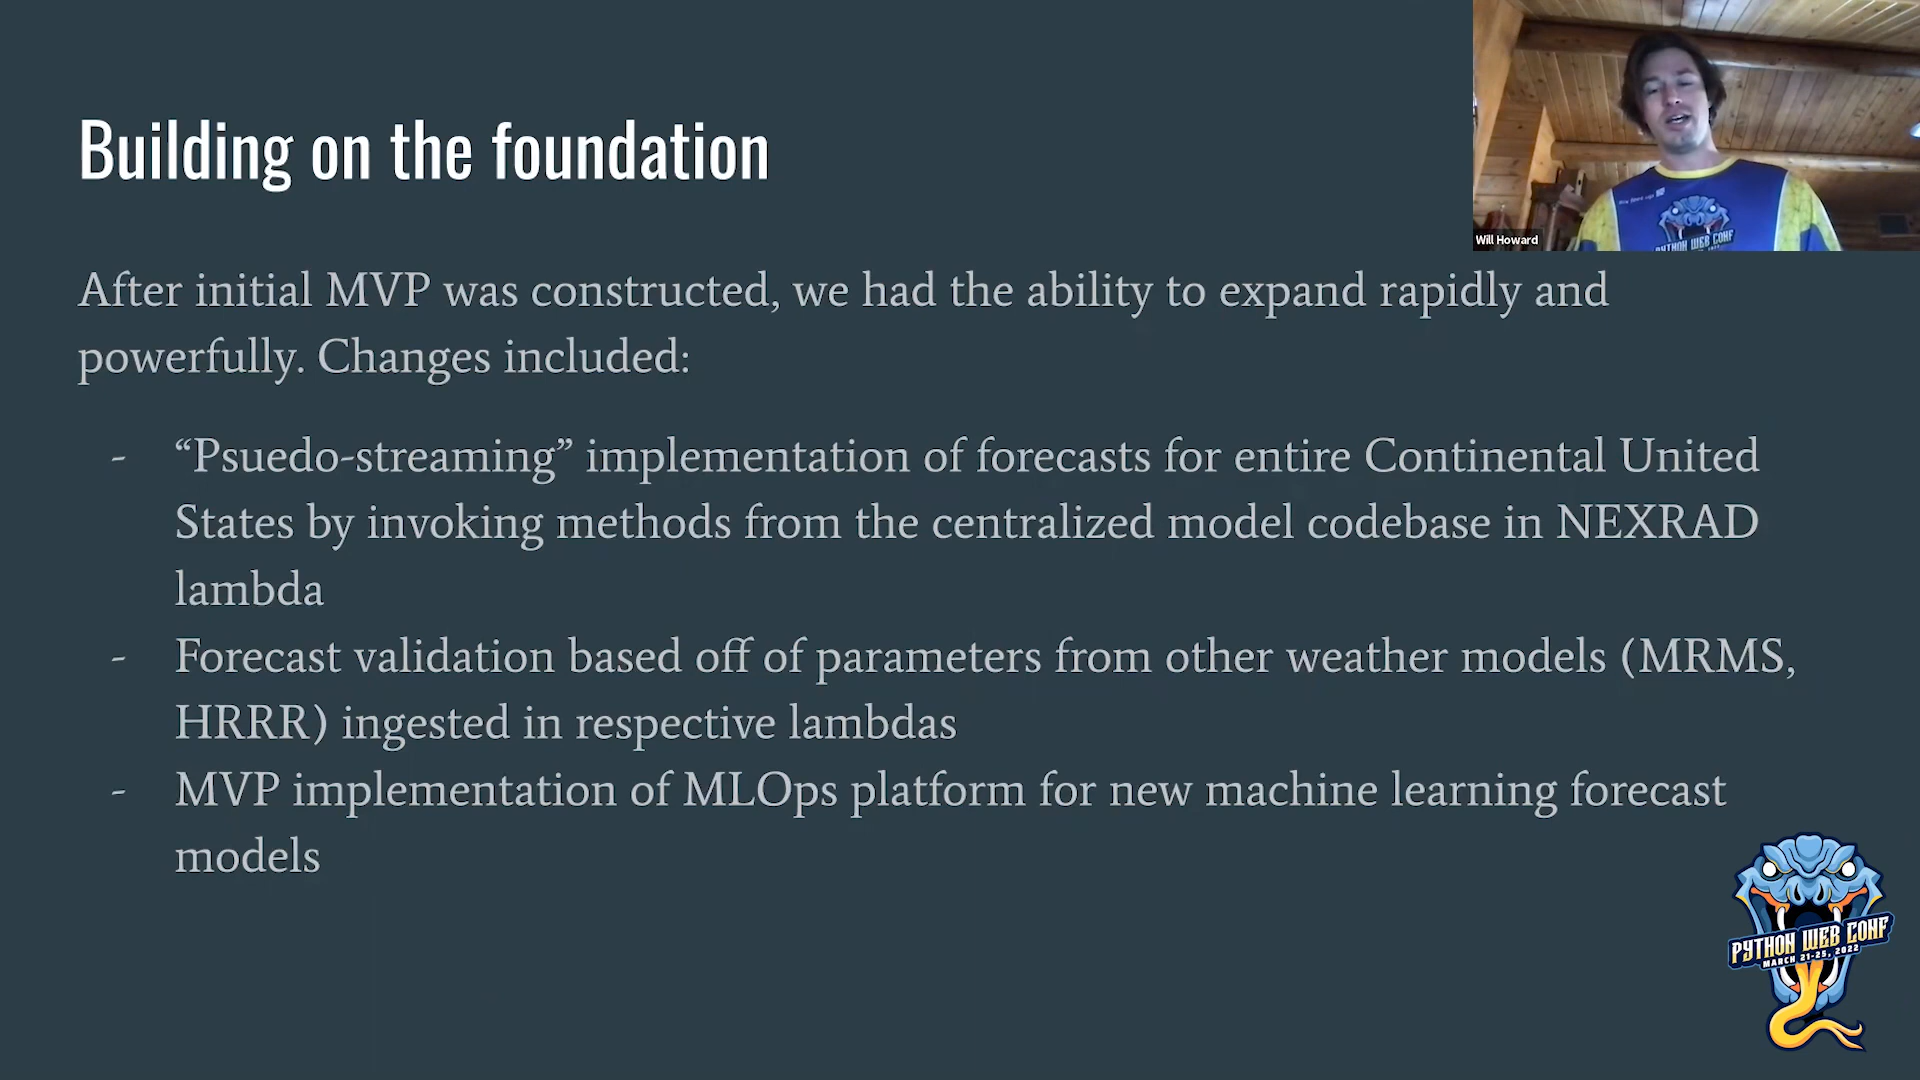 Building on the foundation
Will Howard
PYTHON WEB CONF
After initial MVP was constructed, we had the ability to expand rapidly and
powerfully. Changes included:
- “Psuedo-streaming” implementation of forecasts for entire Continental United
States by invoking methods from the centralized model codebase in NEXRAD
lambda
- Forecast validation based off of parameters from other weather models (MRMS,
HRRR) ingested in respective lambdas
- MVP implementation of MLOps platform for new machine learning forecast
models
PYTHON WEB CONF
MARCH 21-25, 2022